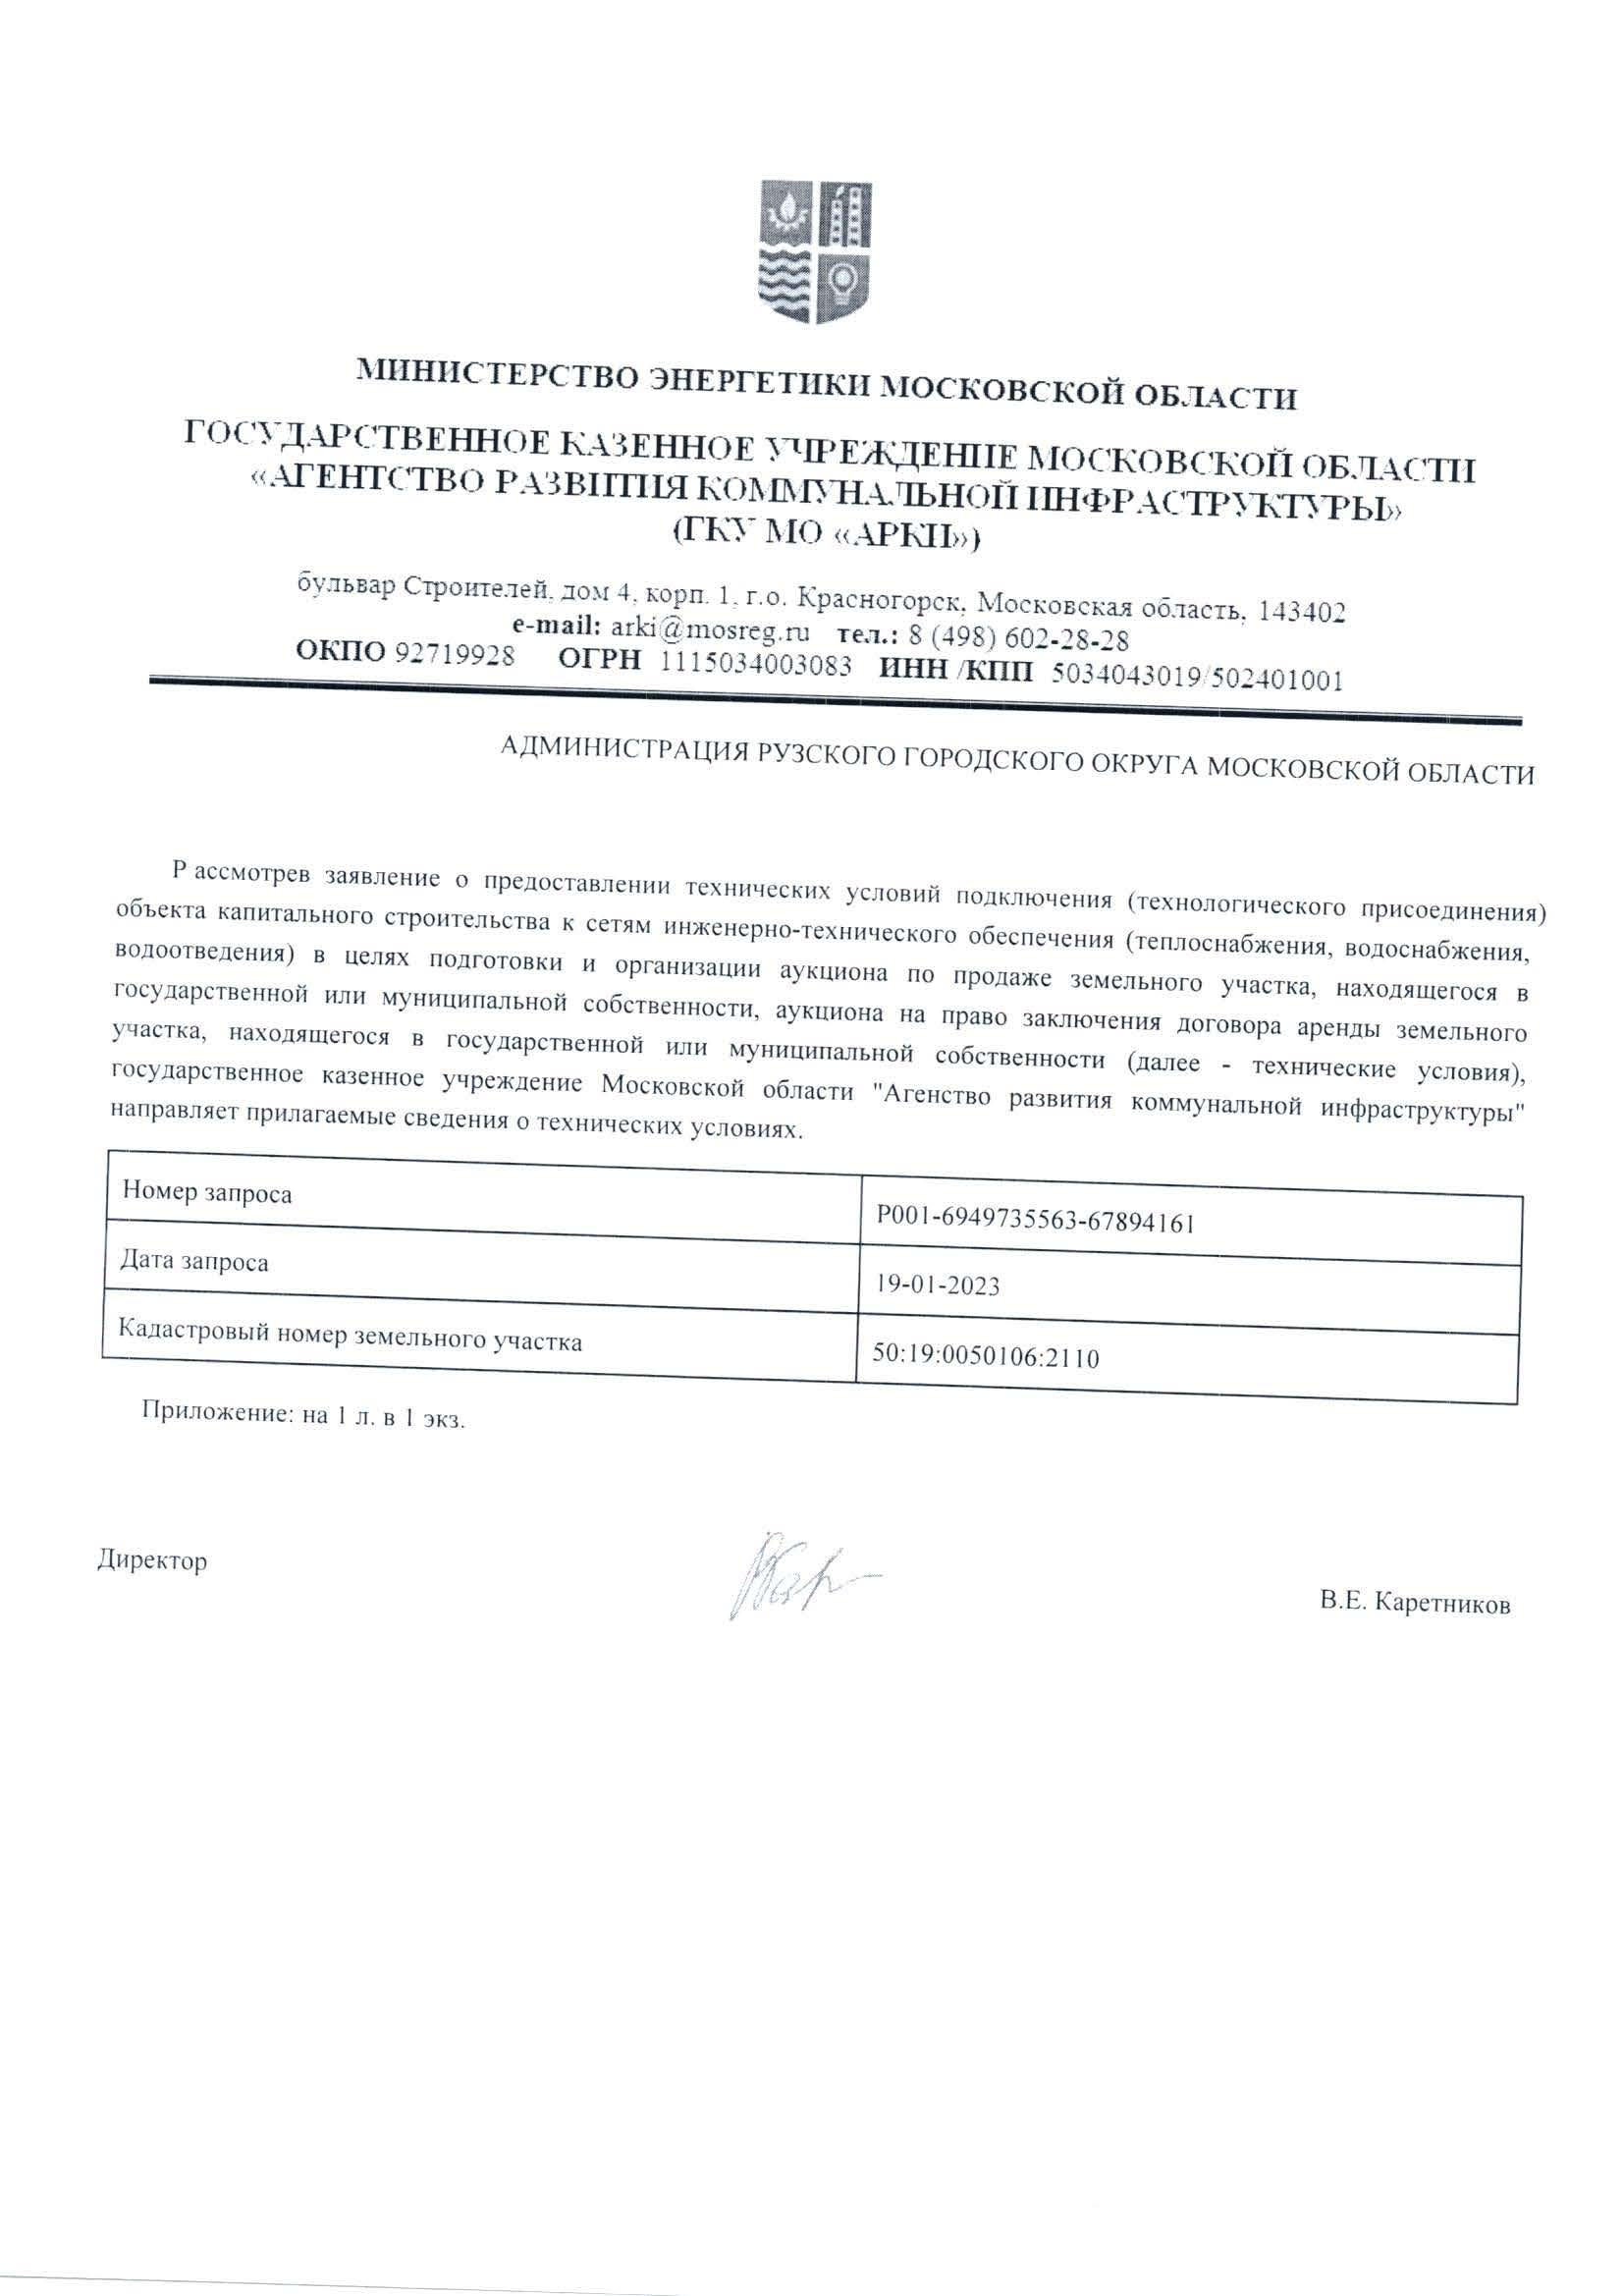 МИНИСТЕРСТВО ЭНЕРГЕТИКИ МОСКОВСКОЙ ОБЛАСТИ
ГОСУДАРСТВЕННОЕ КАЗЕННОЕ УЧРЕЖДЕНИЕ МОСКОВСКОЙ ОБЛАСТИ
«АГЕНТСТВО РАЗВИТИЯ КОММУНАЛЬНОЙ ИНФРАСТРУКТУРЫ»
(ГКУ МО «АРКИ»)
бульвар Строителей, дом 4, корп. 1, г.о. Красногорск, Московская область, 143402
e-mail: arki@mosreg.ru тел.: 8 (498) 602-28-28
ОКПО 92719928 ОГРН 1115034003083 ИНН /КПП 5034043019/502401001
АДМИНИСТРАЦИЯ РУЗСКОГО ГОРОДСКОГО ОКРУГА МОСКОВСКОЙ ОБЛАСТИ
Р ассмотрев заявление о предоставлении технических условий подключения (технологического присоединения)
объекта капитального строительства к сетям инженерно-технического обеспечения (теплоснабжения, водоснабжения,
водоотведения) в целях подготовки и организации аукциона по продаже земельного участка, находящегося в
государственной или муниципальной собственности, аукциона на право заключения договора аренды земельного
участка, находящегося в государственной или муниципальной собственности (далее - технические условия),
государственное казенное учреждение Московской области "Агенство развития коммунальной инфраструктуры"
направляет прилагаемые сведения о технических условиях.
Номер запроса P001-6949735563-67894161
Дата запроса 19-01-2023
Кадастровый номер земельного участка 50:19:0050106:2110
Приложение: на 1 л. в 1 экз.
Директор
В.Е. Каретников